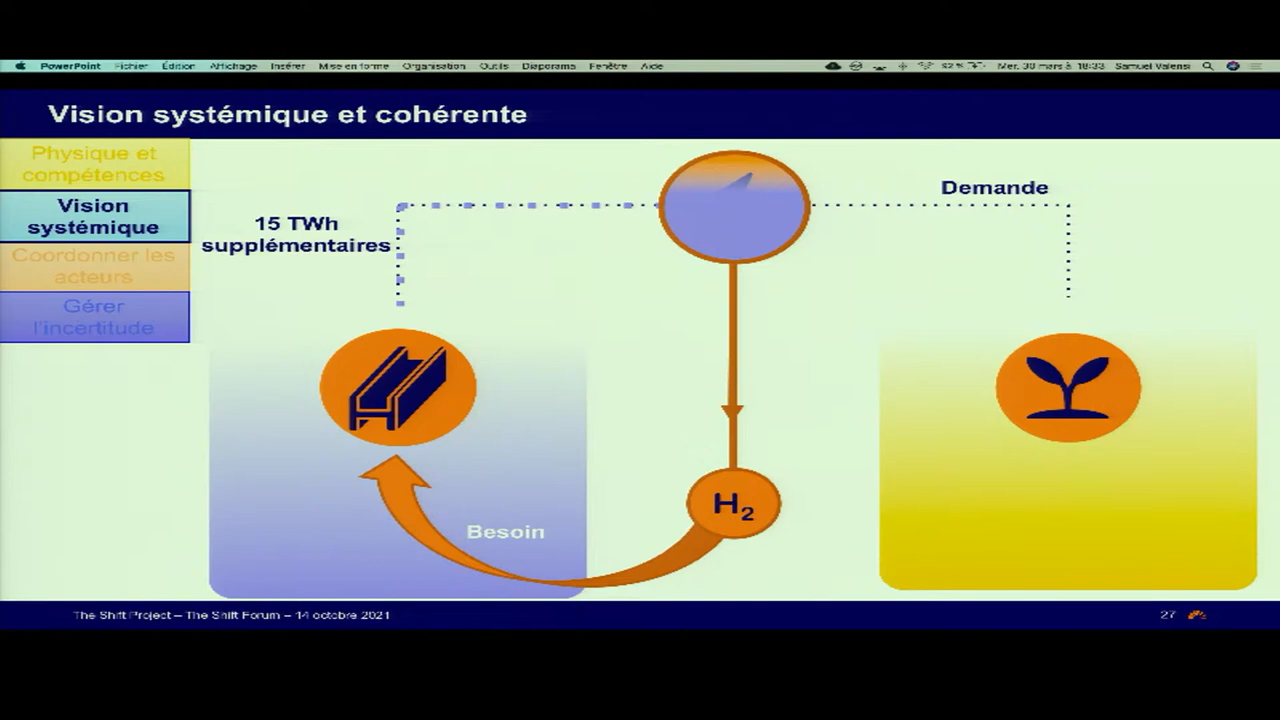 PowerPoint Fichier Édition Affichage Insérer Mise en forme Organisation Outils Diaporama Fenêtre Aide
92 % Mer. 30 mars à 18:33 Samuel Valensi
Vision systémique et cohérente
Physique et
compétences
Vision
systémique
Coordonner les
acteurs
Gérer
l'incertitude
15 TWh
supplémentaires
Demande
H2
Besoin
The Shift Project – The Shift Forum – 14 octobre 2021
27